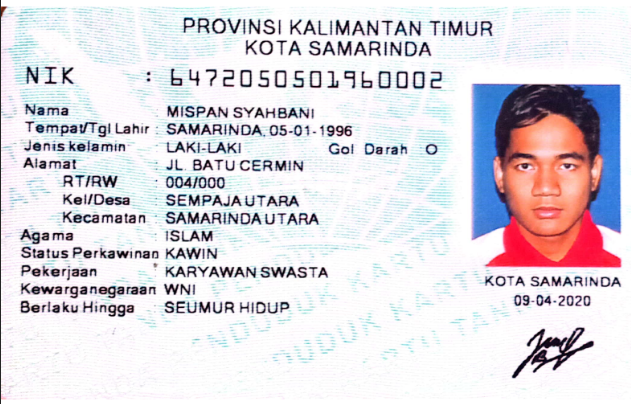 PROVINSI KALIMANTAN TIMUR
KOTA SAMARINDA
NIK : 6472050501960002
Nama : MISPAN SYAHBANI
Tempat/Tgl Lahir : SAMARINDA, 05-01-1996
Jenis kelamin : LAKI-LAKI Gol Darah O
Alamat : JL. BATU CERMIN
RT/RW : 004/000
Kel/Desa : SEMPAJA UTARA
Kecamatan : SAMARINDA UTARA
Agama : ISLAM
Status Perkawinan KAWIN
Pekerjaan : KARYAWAN SWASTA
Kewarganegaraan WNI
Berlaku Hingga : SEUMUR HIDUP
KOTA SAMARINDA
09-04-2020